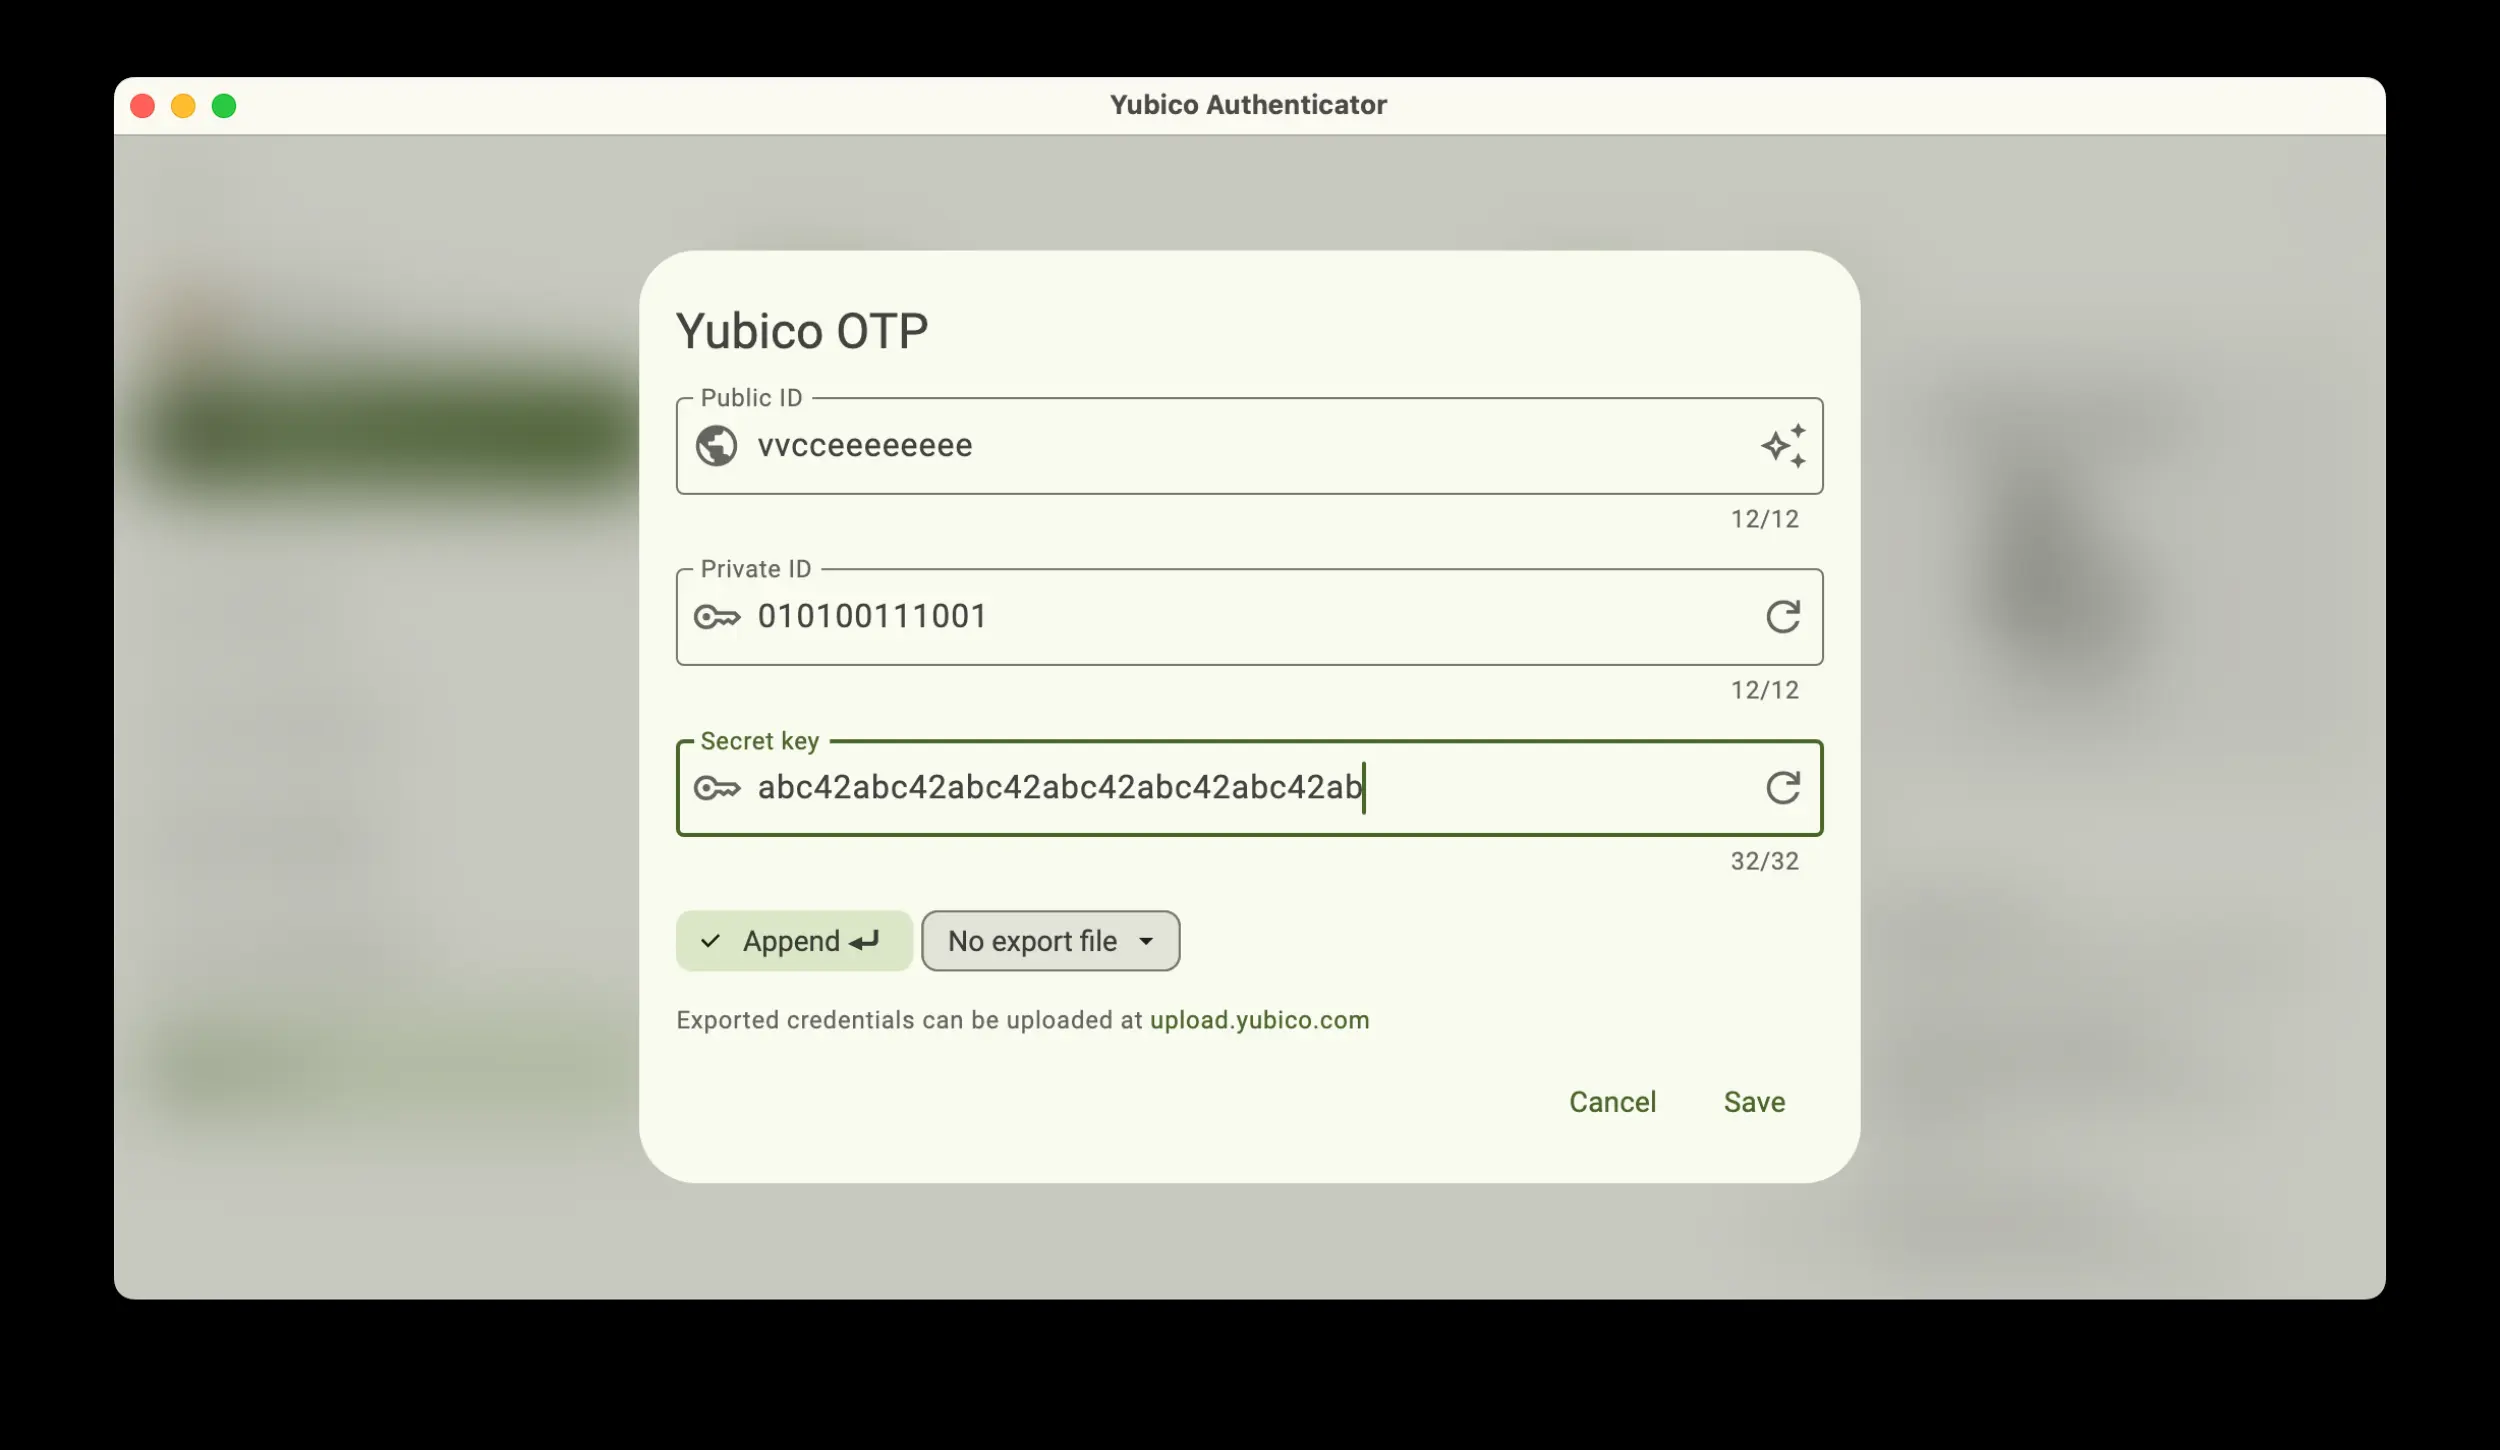 Yubico Authenticator
Yubico OTP
Public ID
vvcceeeeeeee
12/12
Private ID
010100111001
12/12
Secret key
abc42abc42abc42abc42abc42abc42ab
32/32
Append
No export file
Exported credentials can be uploaded at upload.yubico.com
Cancel
Save